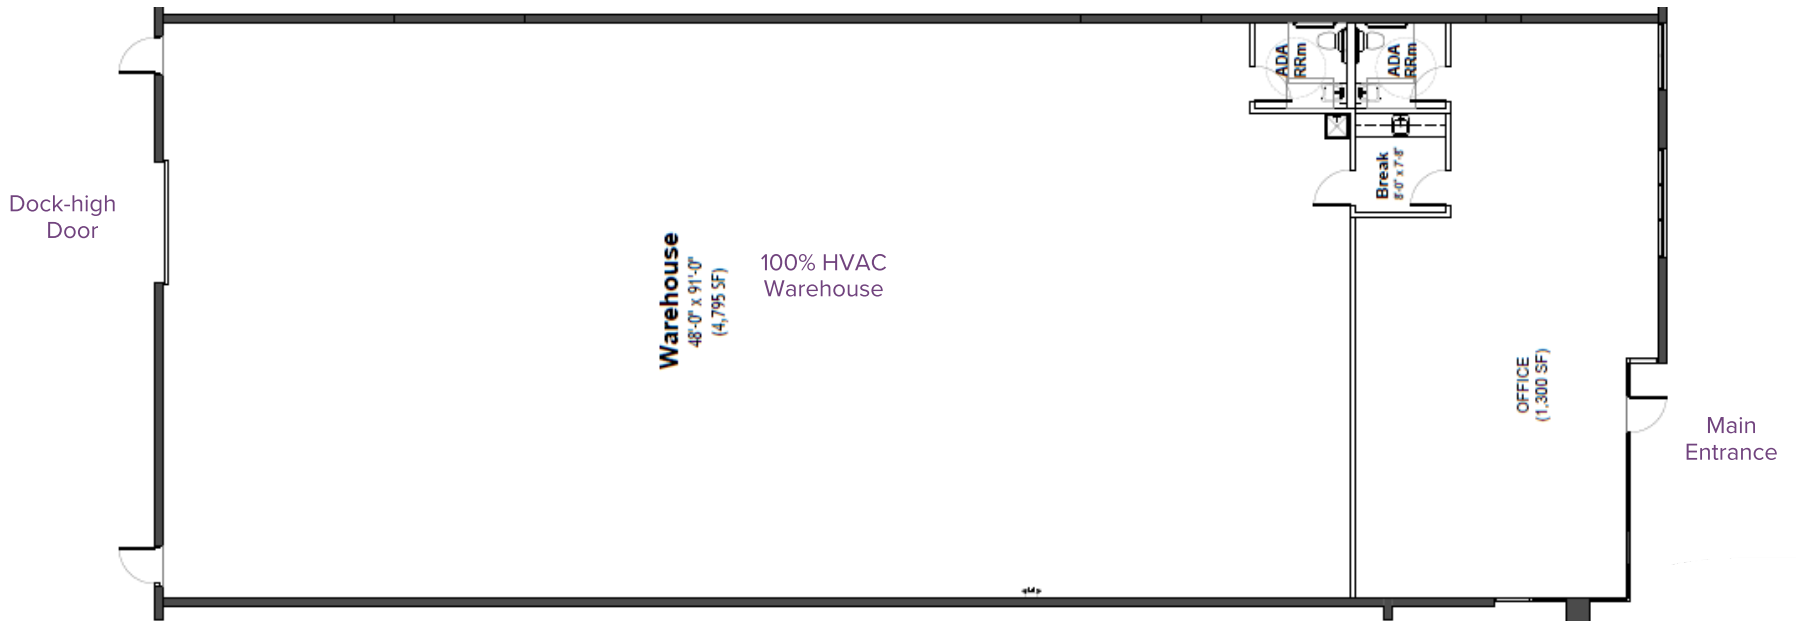 Dock-high
Door
Warehouse
48'-0" x 91'-0"
(4,795 SF)
100% HVAC
Warehouse
ADA
RRm
ADA
RRm
Break
8'-0" x 7'-8"
OFFICE
(1,300 SF)
Main
Entrance